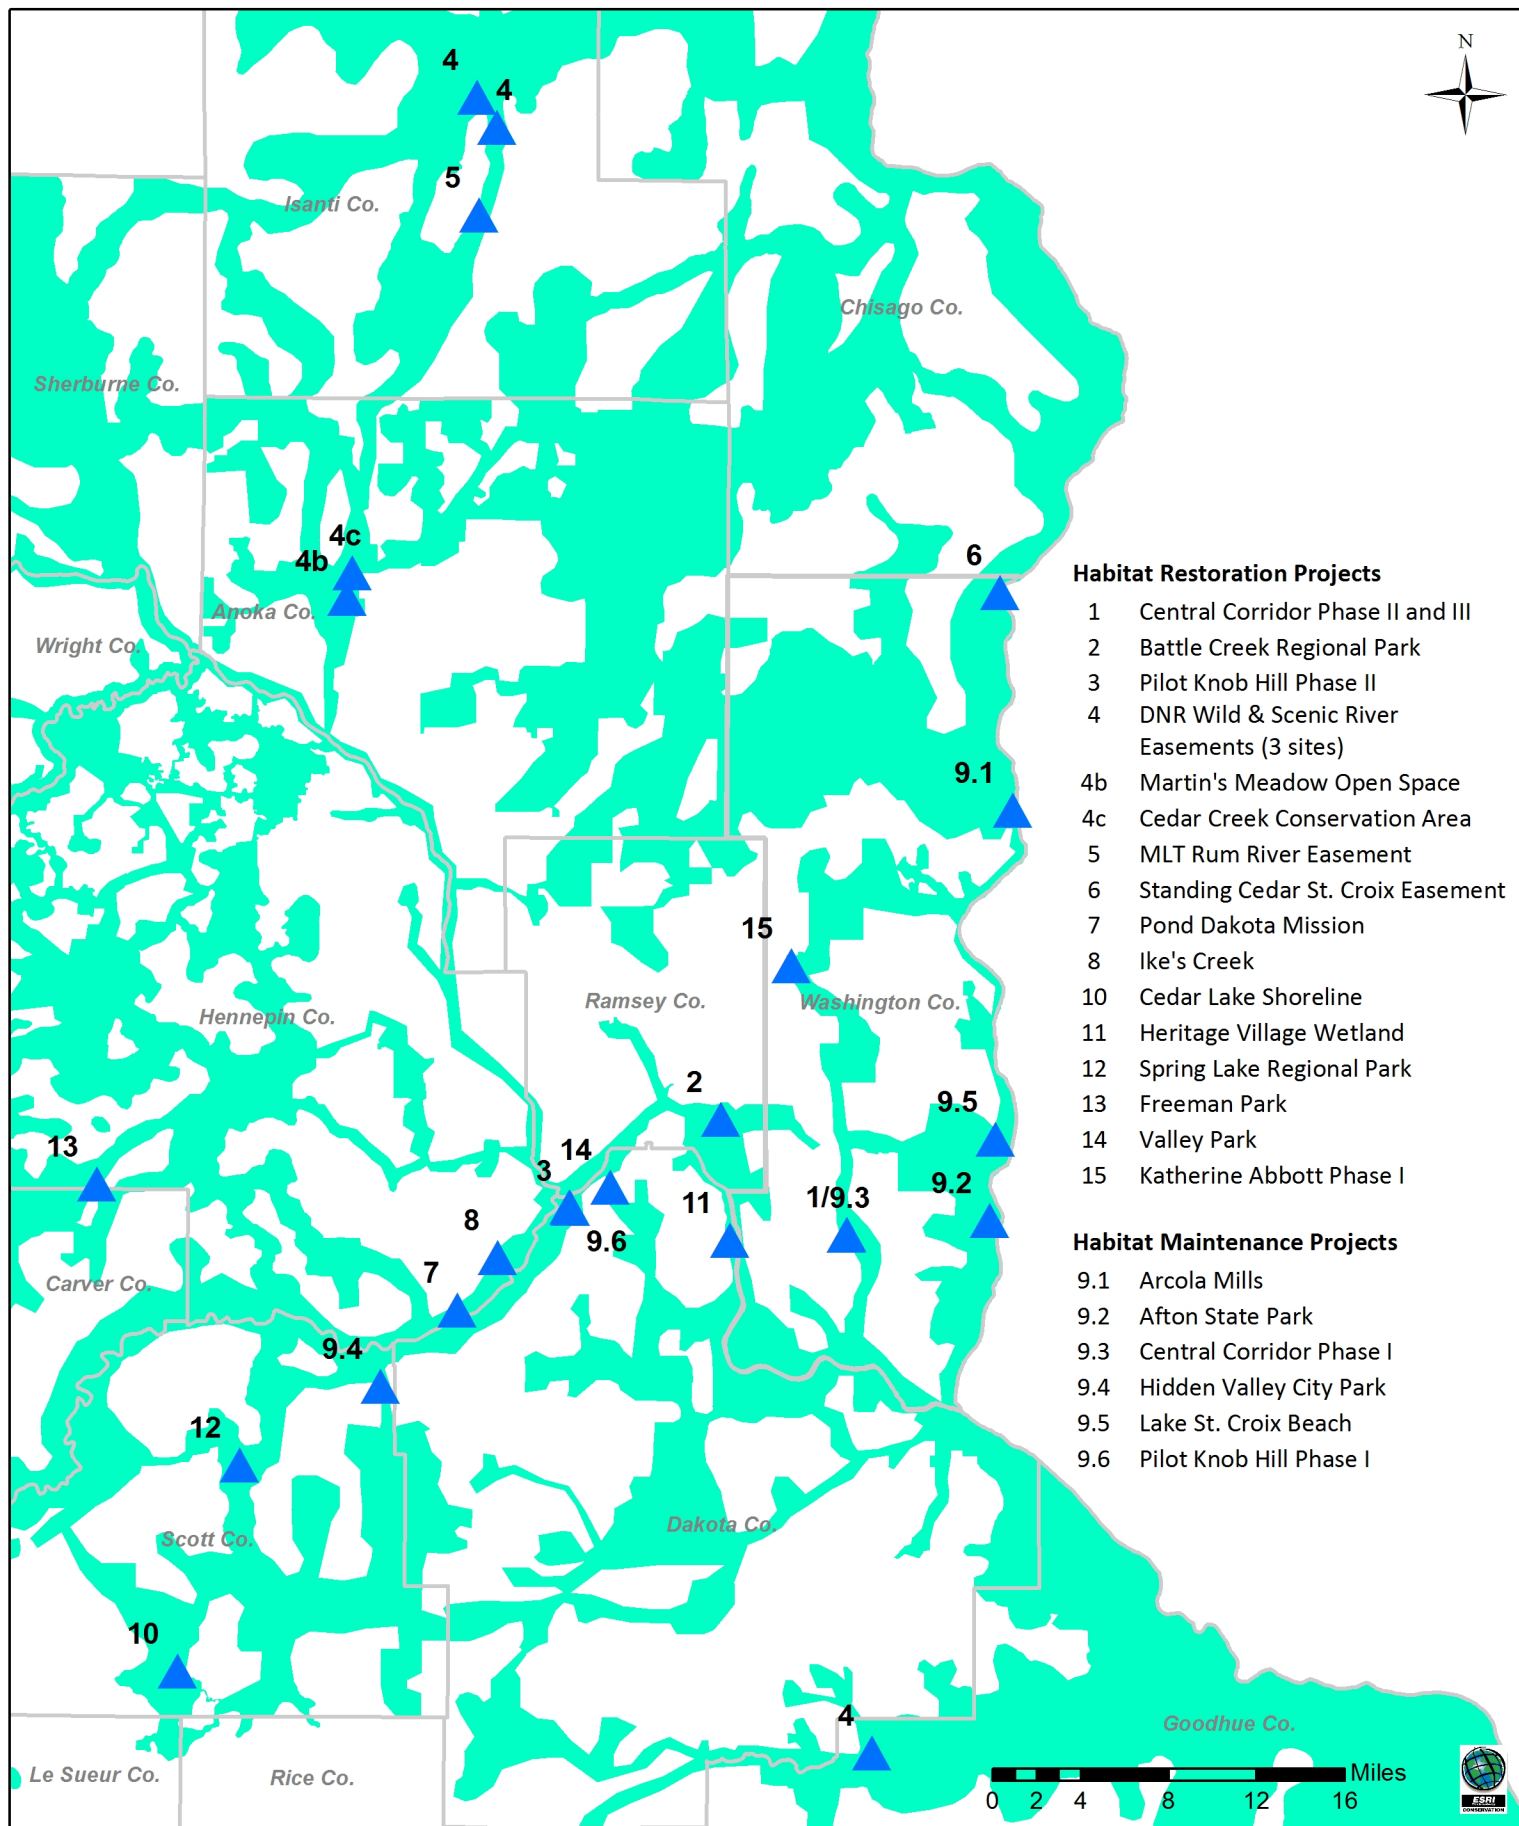 N
4
4
5
Isanti Co.
Chisago Co.
Sherburne Co.
4c
4b
6
Anoka Co.
Wright Co.
9.1
15
Ramsey Co.
Washington Co.
Hennepin Co.
2
9.5
13
14
3
9.2
11
1/9.3
8
9.6
7
Carver Co.
9.4
12
Scott Co.
Dakota Co.
10
4
Goodhue Co.
Le Sueur Co.
Rice Co.
Habitat Restoration Projects
1 Central Corridor Phase II and III
2 Battle Creek Regional Park
3 Pilot Knob Hill Phase II
4 DNR Wild & Scenic River
Easements (3 sites)
4b Martin's Meadow Open Space
4c Cedar Creek Conservation Area
5 MLT Rum River Easement
6 Standing Cedar St. Croix Easement
7 Pond Dakota Mission
8 Ike's Creek
10 Cedar Lake Shoreline
11 Heritage Village Wetland
12 Spring Lake Regional Park
13 Freeman Park
14 Valley Park
15 Katherine Abbott Phase I
Habitat Maintenance Projects
9.1 Arcola Mills
9.2 Afton State Park
9.3 Central Corridor Phase I
9.4 Hidden Valley City Park
9.5 Lake St. Croix Beach
9.6 Pilot Knob Hill Phase I
Miles
0 2 4 8 12 16
ESRI
CONSERVATION